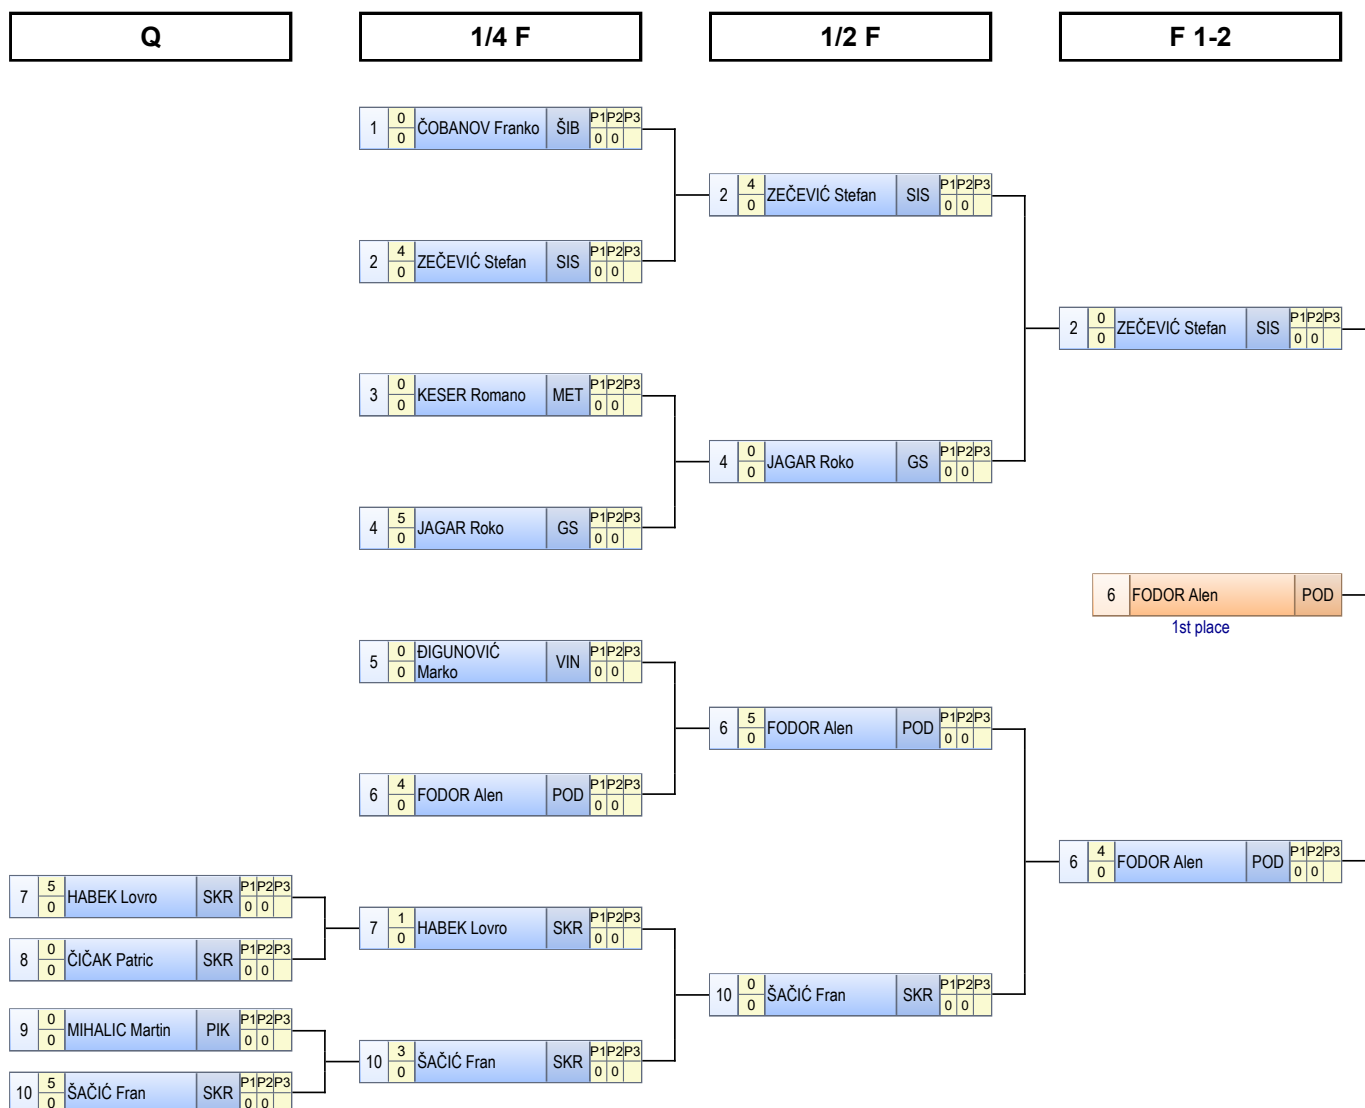 Q 1/4 F 1/2 F F 1-2
1 0 0 ČOBANOV Franko ŠIB P1 P2 P3 0 0
2 4 0 ZEČEVIĆ Stefan SIS P1 P2 P3 0 0
2 4 0 ZEČEVIĆ Stefan SIS P1 P2 P3 0 0
2 0 0 ZEČEVIĆ Stefan SIS P1 P2 P3 0 0
3 0 0 KESER Romano MET P1 P2 P3 0 0
4 0 0 JAGAR Roko GS P1 P2 P3 0 0
4 5 0 JAGAR Roko GS P1 P2 P3 0 0
6 FODOR Alen POD
1st place
5 0 0 ĐIGUNOVIĆ
Marko VIN P1 P2 P3 0 0
6 5 0 FODOR Alen POD P1 P2 P3 0 0
6 4 0 FODOR Alen POD P1 P2 P3 0 0
6 4 0 FODOR Alen POD P1 P2 P3 0 0
7 5 0 HABEK Lovro SKR P1 P2 P3 0 0
7 1 0 HABEK Lovro SKR P1 P2 P3 0 0
8 0 0 ČIČAK Patric SKR P1 P2 P3 0 0
10 0 0 ŠAČIĆ Fran SKR P1 P2 P3 0 0
9 0 0 MIHALIC Martin PIK P1 P2 P3 0 0
10 3 0 ŠAČIĆ Fran SKR P1 P2 P3 0 0
10 5 0 ŠAČIĆ Fran SKR P1 P2 P3 0 0